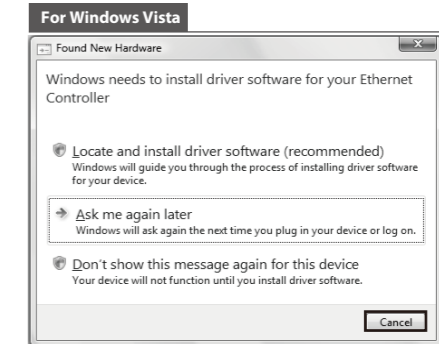 For Windows Vista
Found New Hardware
Windows needs to install driver software for your Ethernet
Controller
Locate and install driver software (recommended)
Windows will guide you through the process of installing driver software
for your device.
Ask me again later
Windows will ask again the next time you plug in your device or log on.
Don't show this message again for this device
Your device will not function until you install driver software.
Cancel